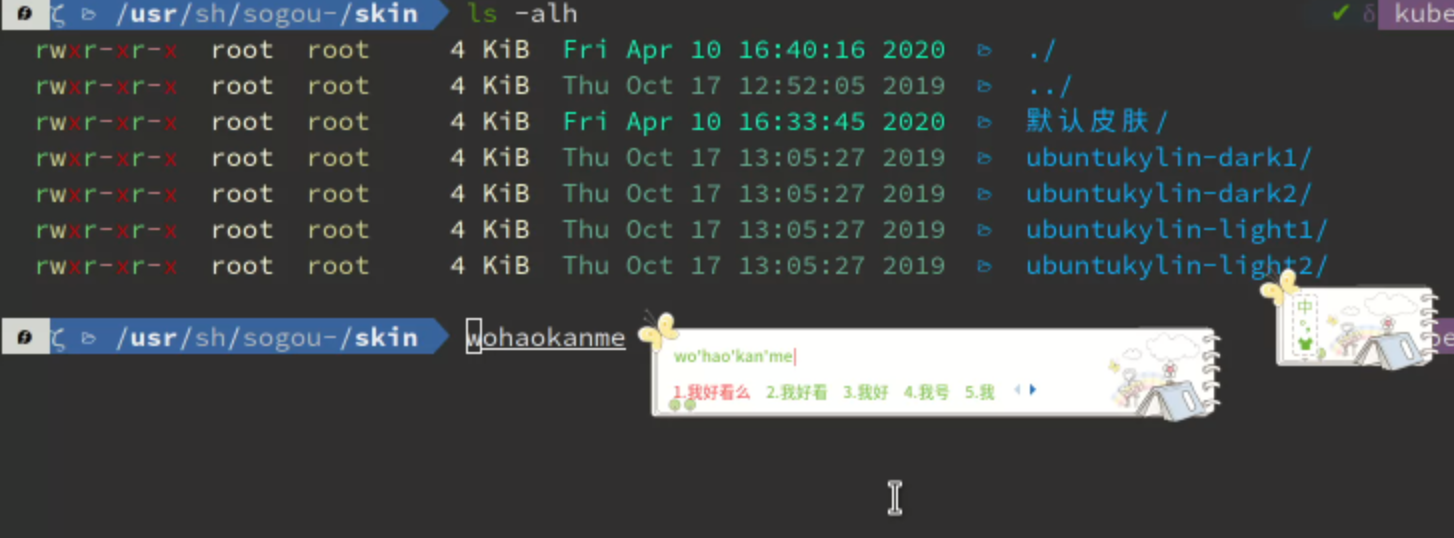 ζ /usr/sh/sogou-/skin ls -alh ✔ δ kube
rwxr-xr-x root root 4 KiB Fri Apr 10 16:40:16 2020 ./
rwxr-xr-x root root 4 KiB Thu Oct 17 12:52:05 2019 ../
rwxr-xr-x root root 4 KiB Fri Apr 10 16:33:45 2020 默认皮肤/
rwxr-xr-x root root 4 KiB Thu Oct 17 13:05:27 2019 ubuntukylin-dark1/
rwxr-xr-x root root 4 KiB Thu Oct 17 13:05:27 2019 ubuntukylin-dark2/
rwxr-xr-x root root 4 KiB Thu Oct 17 13:05:27 2019 ubuntukylin-light1/
rwxr-xr-x root root 4 KiB Thu Oct 17 13:05:27 2019 ubuntukylin-light2/
中
ζ /usr/sh/sogou-/skin wohaokanme
wo'hao'kan'me
1.我好看么 2.我好看 3.我好 4.我号 5.我